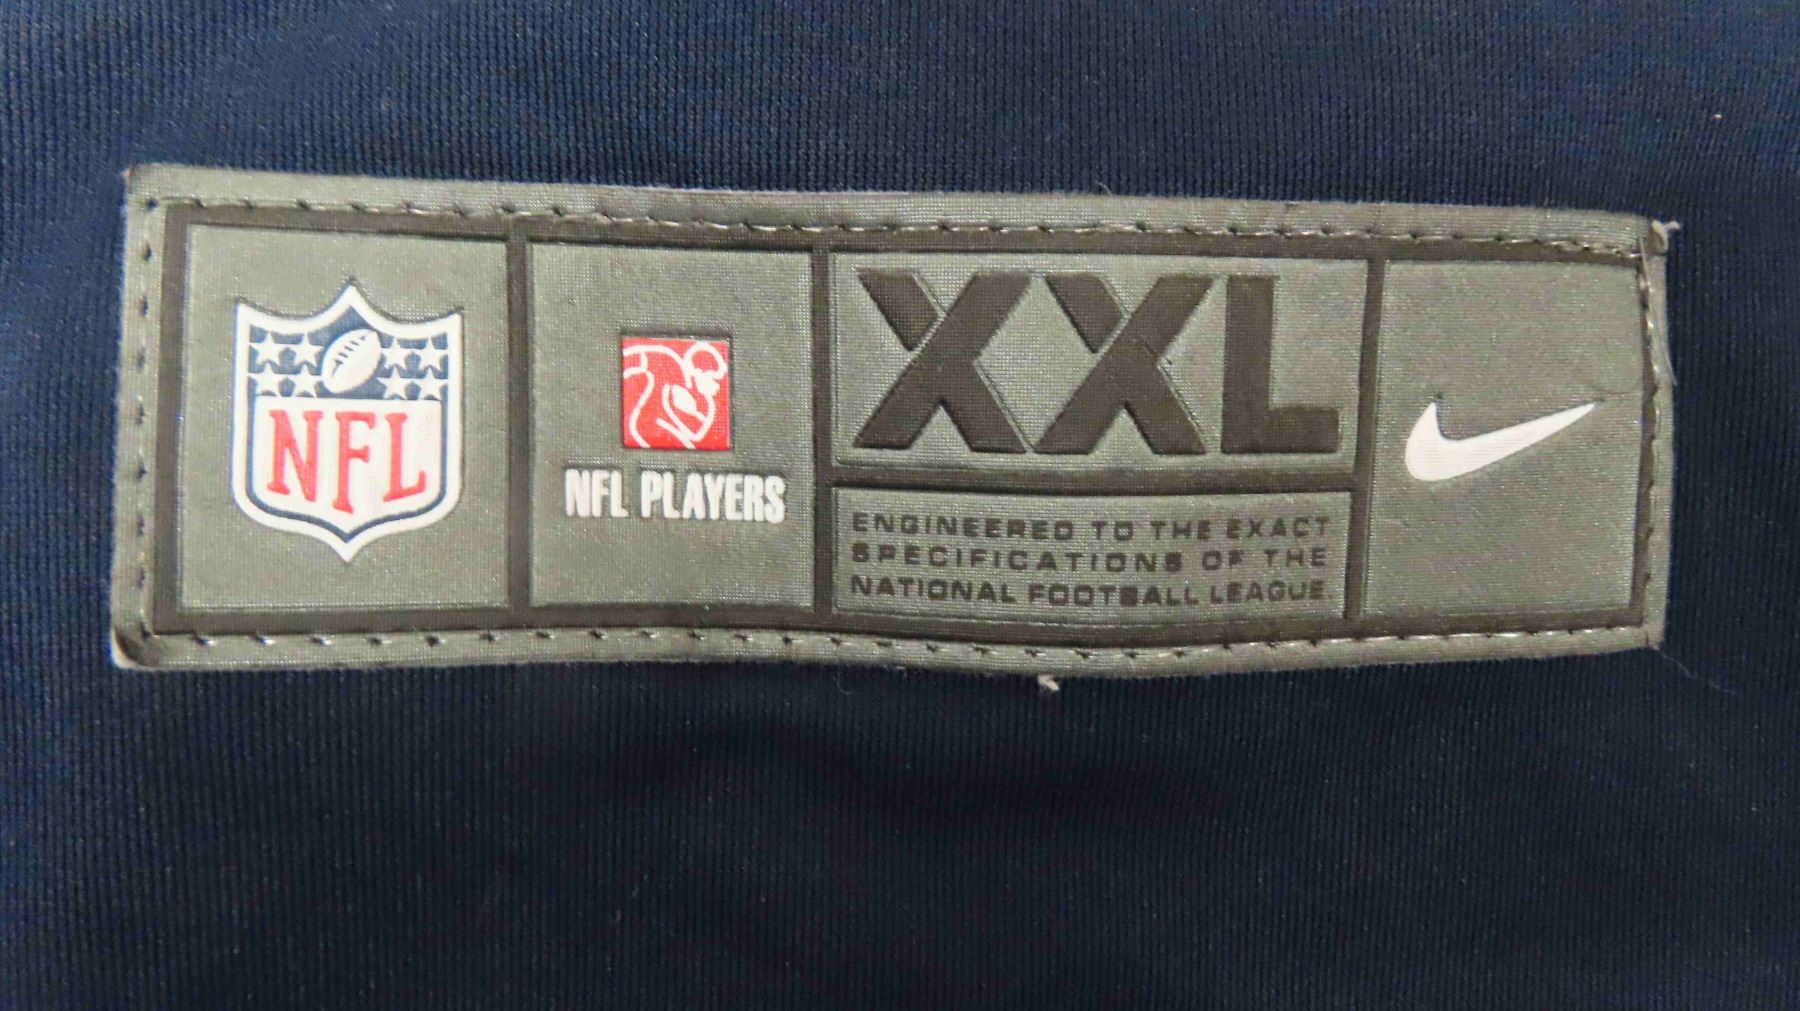 NFL
NFL PLAYERS
XXL
ENGINEERED TO THE EXACT
SPECIFICATIONS OF THE
NATIONAL FOOTBALL LEAGUE.